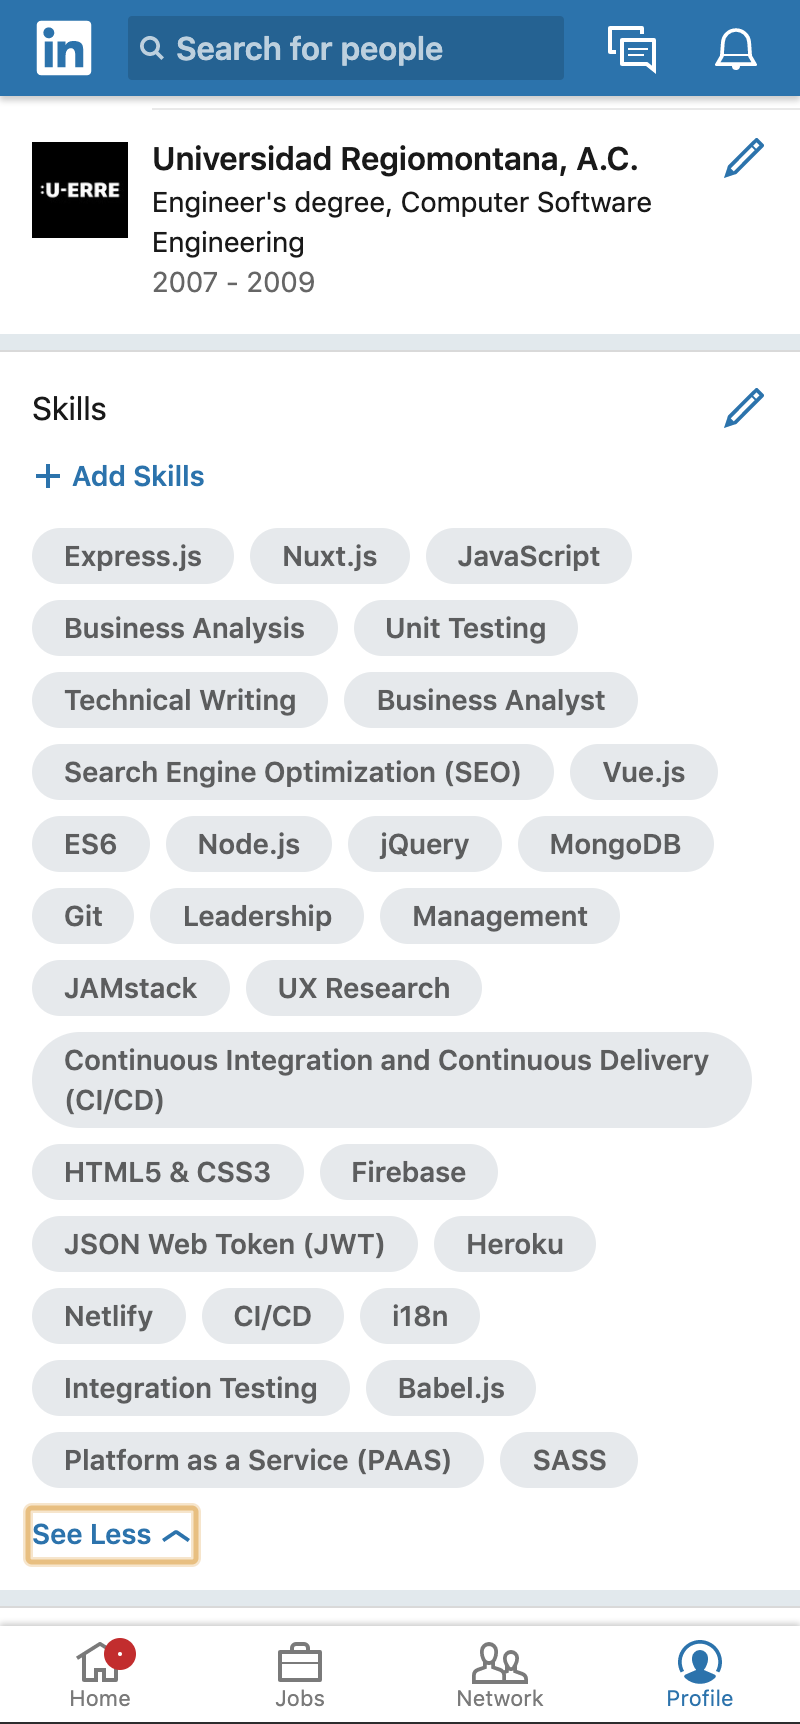 in Search for people
:U-ERRE
Universidad Regiomontana, A.C.
Engineer's degree, Computer Software
Engineering
2007 - 2009
Skills
+ Add Skills
Express.js Nuxt.js JavaScript
Business Analysis Unit Testing
Technical Writing Business Analyst
Search Engine Optimization (SEO) Vue.js
ES6 Node.js jQuery MongoDB
Git Leadership Management
JAMstack UX Research
Continuous Integration and Continuous Delivery
(CI/CD)
HTML5 & CSS3 Firebase
JSON Web Token (JWT) Heroku
Netlify CI/CD i18n
Integration Testing Babel.js
Platform as a Service (PAAS) SASS
See Less
Home Jobs Network Profile